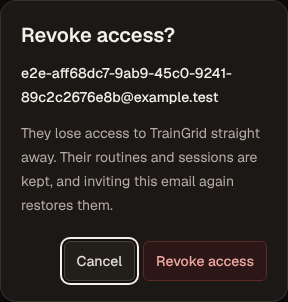 Revoke access?
e2e-aff68dc7-9ab9-45c0-9241-
89c2c2676e8b@example.test
They lose access to TrainGrid straight
away. Their routines and sessions are
kept, and inviting this email again
restores them.
Cancel
Revoke access